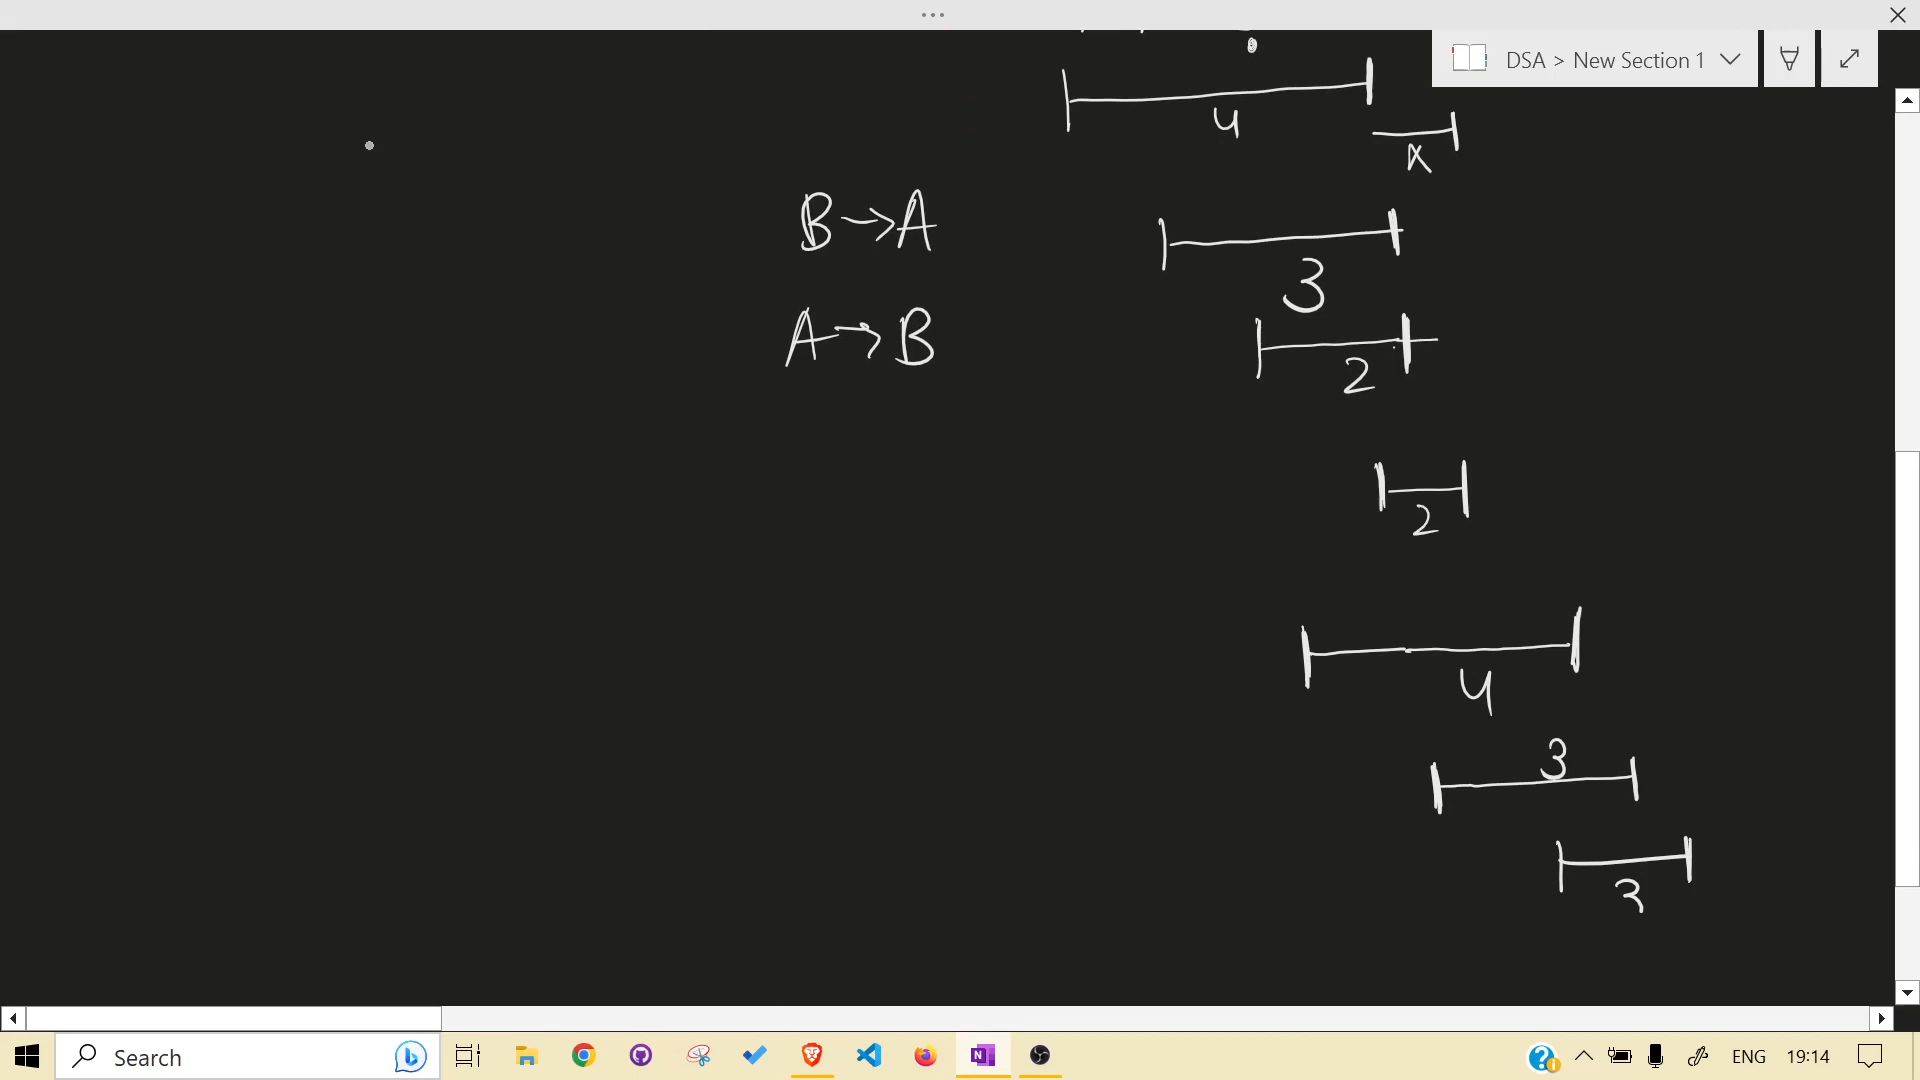 DSA > New Section 1
4
x
B → A
3
A → B
2
2
4
3
3
Search
ENG 19:14